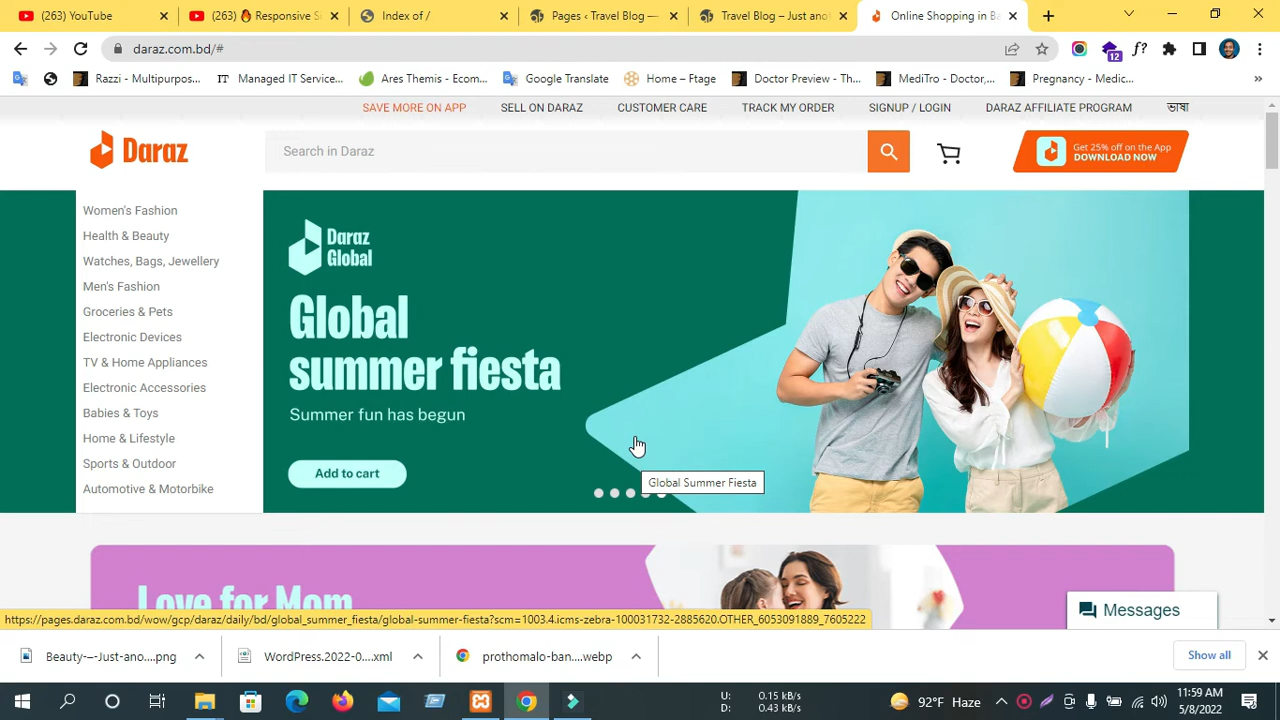 (263) YouTube
(263) 🔥 Responsive S
Index of /
Pages ‹ Travel Blog —
Travel Blog – Just ano
Online Shopping in Ba
daraz.com.bd/#
12
f?
Razzi - Multipurpos...
IT Managed IT Service...
Ares Themis - Ecom...
Google Translate
Home – Ftage
Doctor Preview - Th...
MediTro - Doctor,...
Pregnancy - Medic...
»
SAVE MORE ON APP
SELL ON DARAZ
CUSTOMER CARE
TRACK MY ORDER
SIGNUP / LOGIN
DARAZ AFFILIATE PROGRAM
ভাষা
Daraz
Search in Daraz
Get 25% off on the App
DOWNLOAD NOW
Women's Fashion
Health & Beauty
Watches, Bags, Jewellery
Men's Fashion
Groceries & Pets
Electronic Devices
TV & Home Appliances
Electronic Accessories
Babies & Toys
Home & Lifestyle
Sports & Outdoor
Automotive & Motorbike
Daraz
Global
Global
summer fiesta
Summer fun has begun
Add to cart
Global Summer Fiesta
Love for Mom
Messages
https://pages.daraz.com.bd/wow/gcp/daraz/daily/bd/global_summer_fiesta/global-summer-fiesta?scm=1003.4.icms-zebra-100031732-2885620.OTHER_6053091889_7605222
Beauty-–-Just-ano....png
WordPress.2022-0....xml
prothomalo-ban....webp
Show all
U: 0.15 kB/s
D: 0.43 kB/s
92°F Haze
11:59 AM
5/8/2022